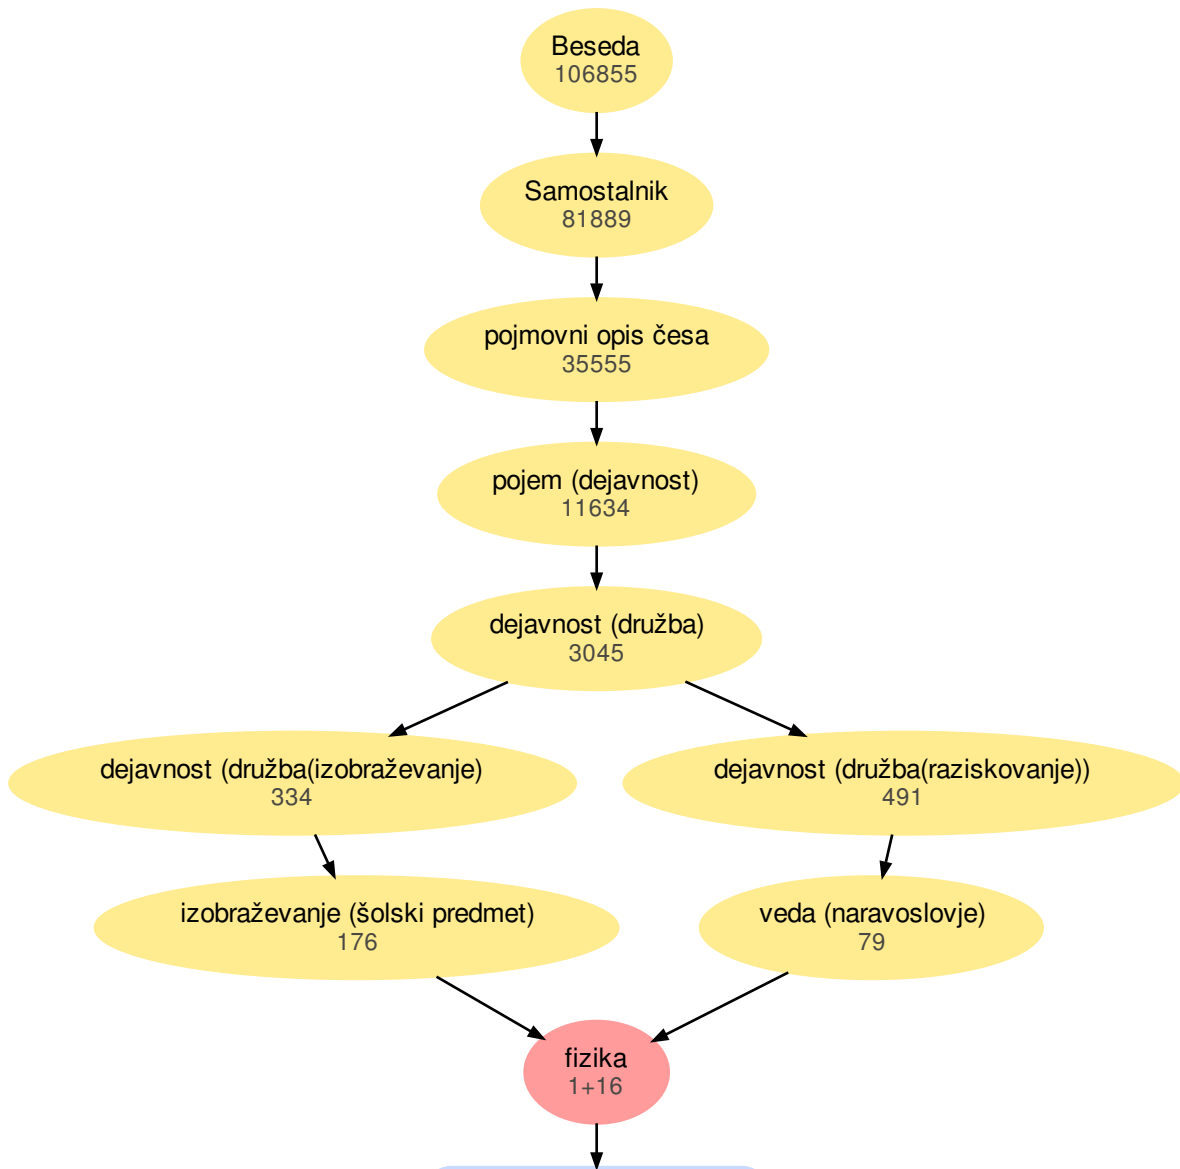 Beseda
106855
Samostalnik
81889
pojmovni opis česa
35555
pojem (dejavnost)
11634
dejavnost (družba)
3045
dejavnost (družba(izobraževanje)
334
dejavnost (družba(raziskovanje))
491
izobraževanje (šolski predmet)
176
veda (naravoslovje)
79
fizika
1+16